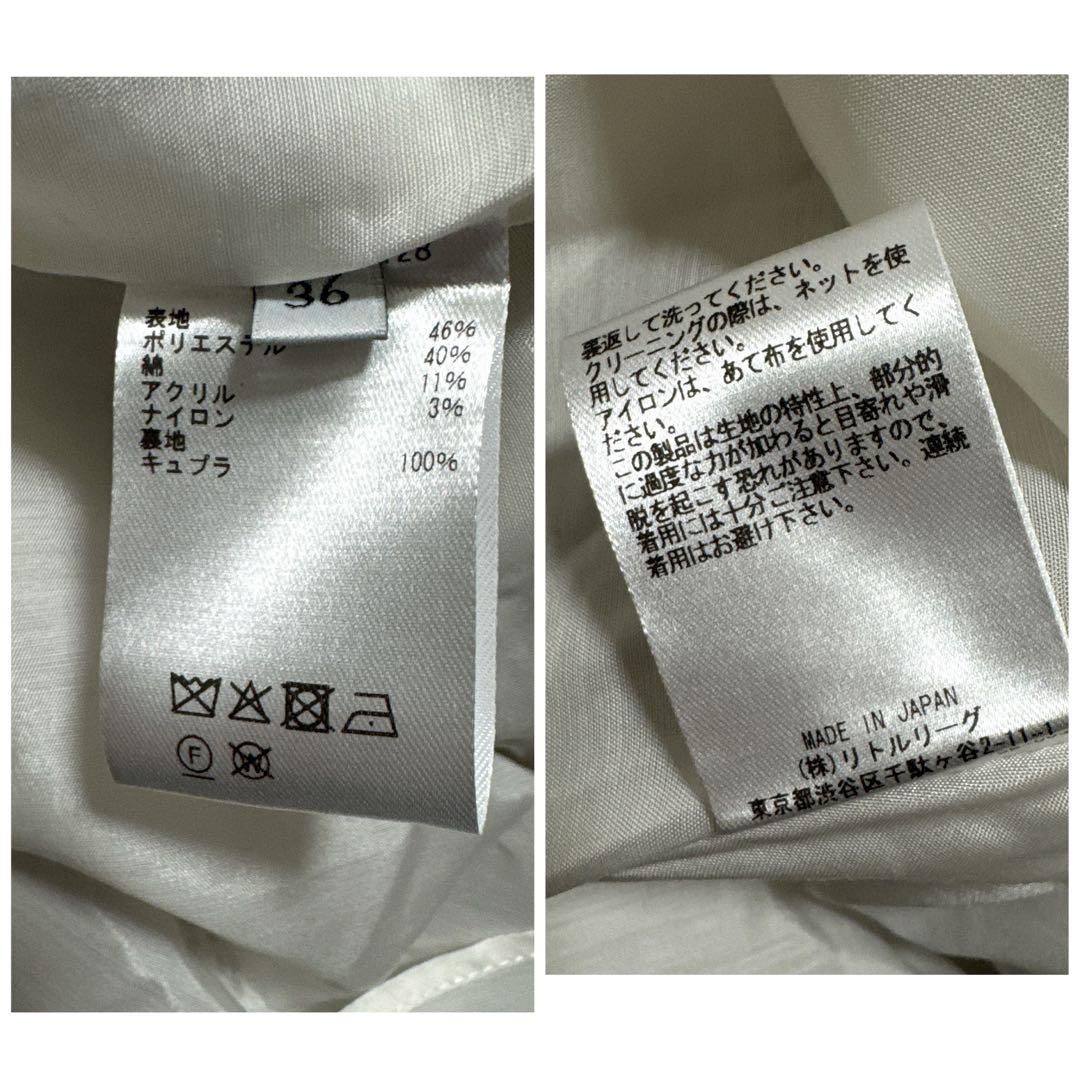 28
36
表地
ポリエステル 46%
綿 40%
アクリル 11%
ナイロン 3%
裏地
キュプラ 100%
F
W
裏返して洗ってください。
クリーニングの際は、ネットを使
用してください。
アイロンは、あて布を使用してく
ださい。
この製品は生地の特性上、部分的
に過度な力が加わると目寄れや滑
脱を起こす恐れがありますので、
着用には十分ご注意下さい。連続
着用はお避け下さい。
MADE IN JAPAN
(株)リトルリーグ
東京都渋谷区千駄ヶ谷2-11-1